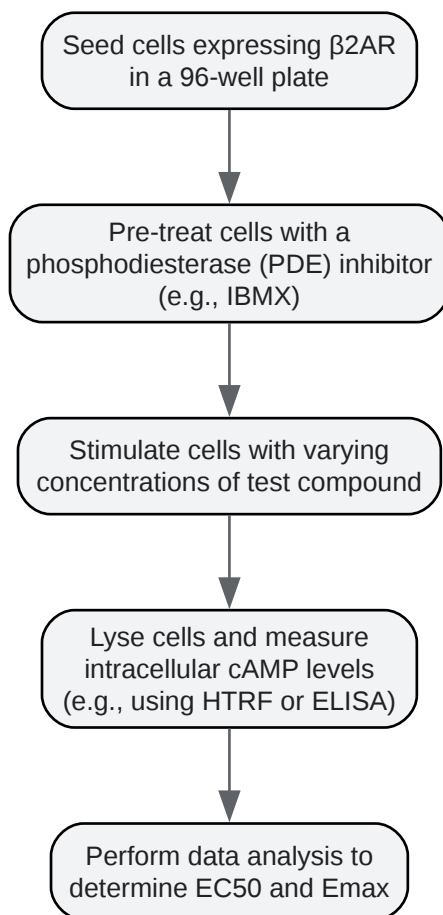 Seed cells expressing β2AR
in a 96-well plate
Pre-treat cells with a
phosphodiesterase (PDE) inhibitor
(e.g., IBMX)
Stimulate cells with varying
concentrations of test compound
Lyse cells and measure
intracellular cAMP levels
(e.g., using HTRF or ELISA)
Perform data analysis to
determine EC50 and Emax